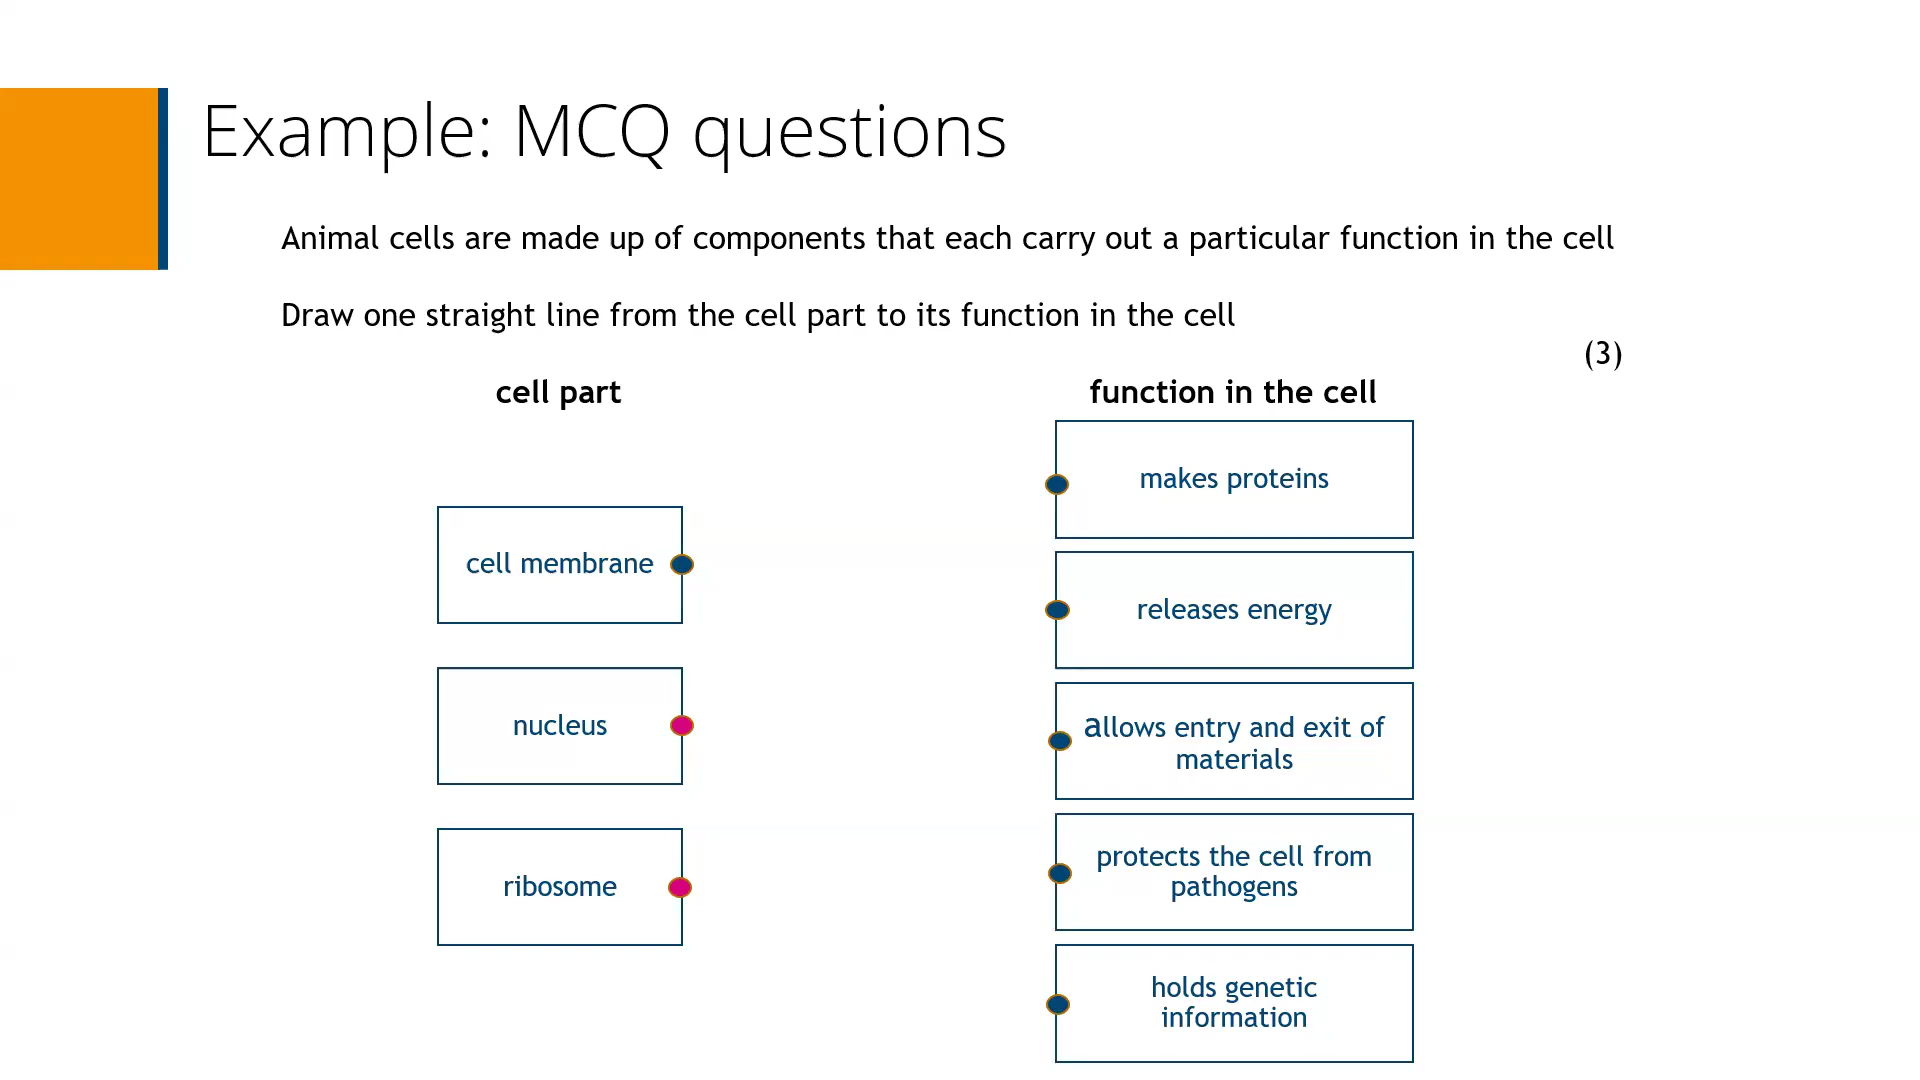 Example: MCQ questions
Animal cells are made up of components that each carry out a particular function in the cell
Draw one straight line from the cell part to its function in the cell
(3)
cell part
function in the cell
cell membrane
nucleus
ribosome
makes proteins
releases energy
allows entry and exit of
materials
protects the cell from
pathogens
holds genetic
information